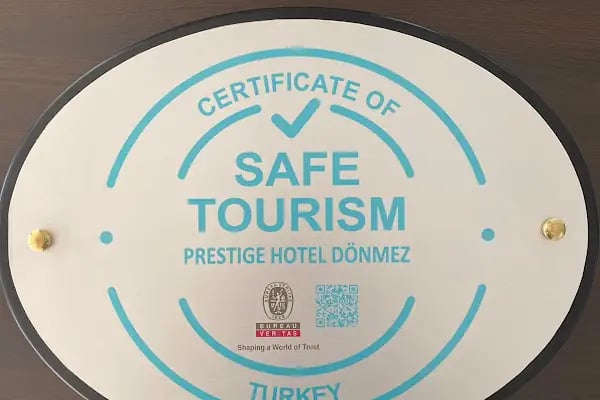 CERTIFICATE OF
SAFE
TOURISM
PRESTIGE HOTEL DÖNMEZ
BUREAU
VERITAS
Shaping a World of Trust
TURKEY